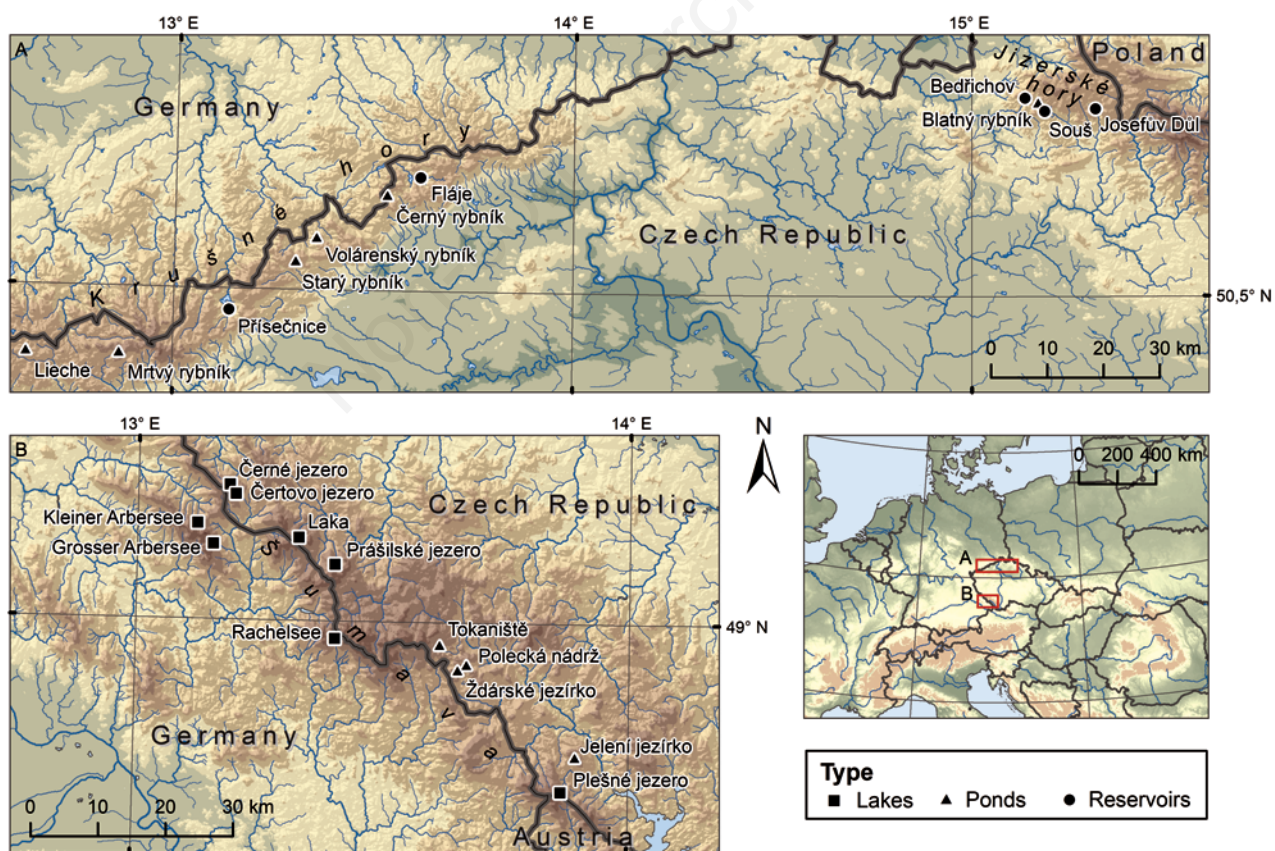 13° E 14° E 15° E
A
Germany
Poland
Jizerské
hory
Bedřichov
Blatný rybník
Souš
Josefův Důl
Krušné hory
Fláje
Černý rybník
Czech Republic
Volárenský rybník
Starý rybník
50,5°
Přísečnice
Lieche
Mrtvý rybník
0 10 20 30 km
13° E 14° E
B
Černé jezero
Čertovo jezero
Czech Republic
Kleiner Arbersee
Laka
Grosser Arbersee
Prášilské jezero
Šumava
Rachelsee
Tokaniště
49° N
Polecká nádrž
Ždárské jezírko
Germany
Jelení jezírko
Plešné jezero
0 10 20 30 km
Austria
N
0 200 400 km
A
B
Type
Lakes Ponds Reservoirs